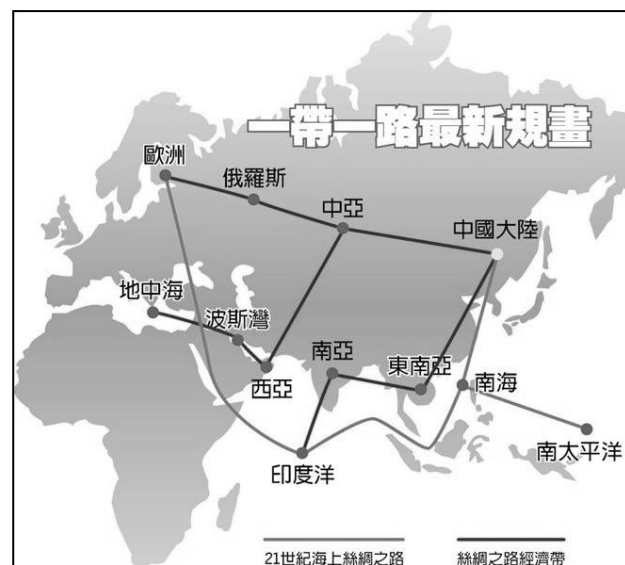 一帶一路最新規畫
歐洲
俄羅斯
中亞
中國大陸
地中海
波斯灣
西亞
南亞
東南亞
南海
南太平洋
印度洋
21世紀海上絲綢之路
絲綢之路經濟帶